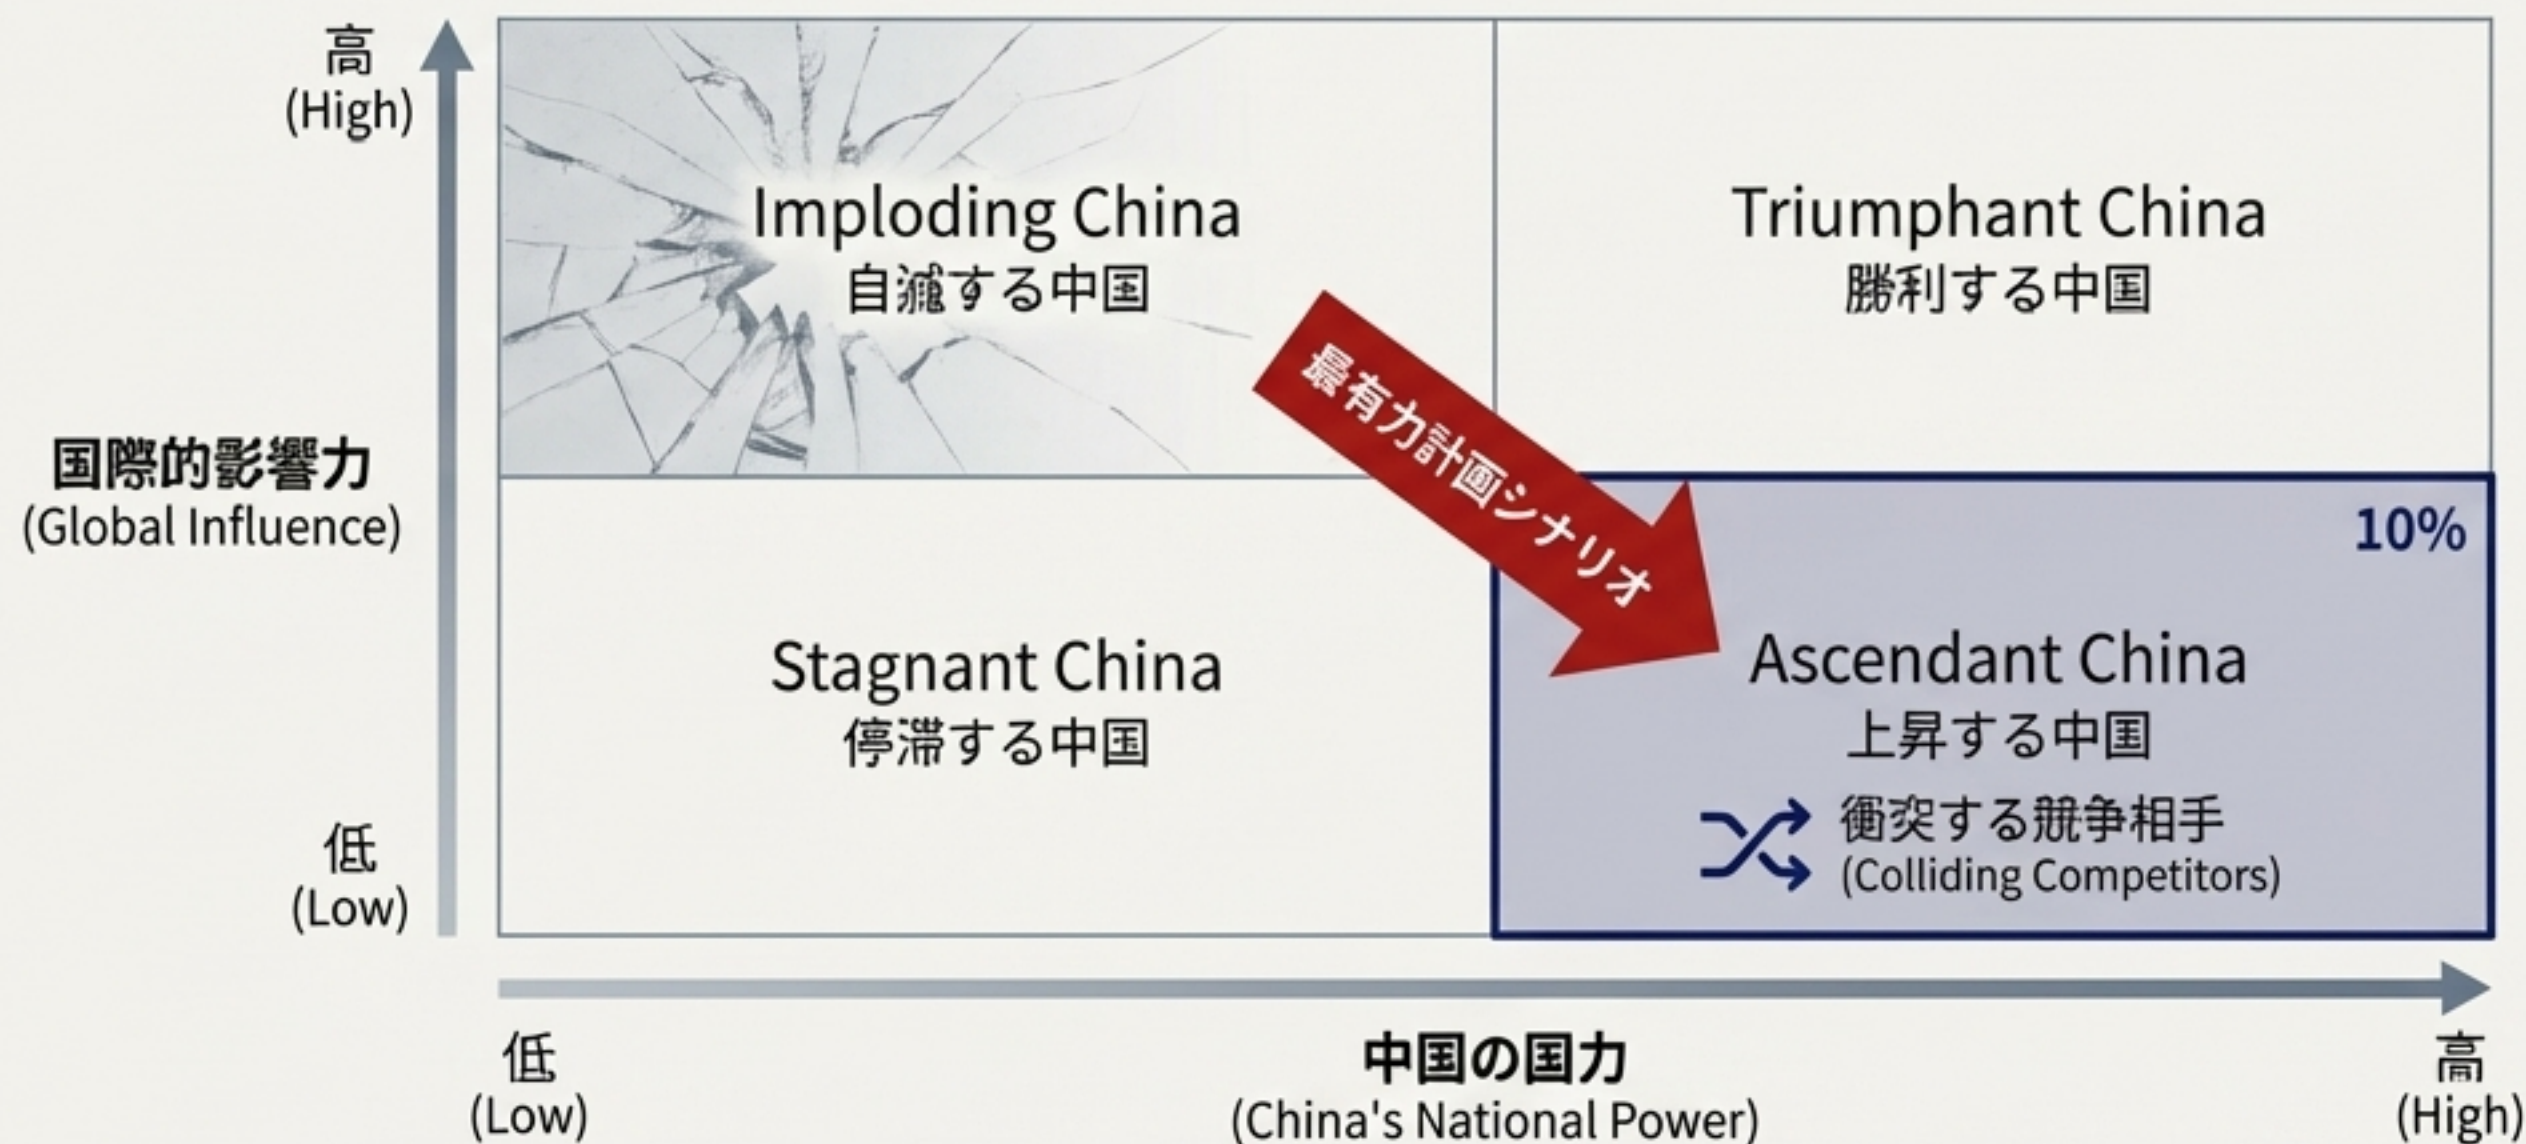 高
(High)
Imploding China
自滅する中国
Triumphant China
勝利する中国
最有力計画シナリオ
国際的影響力
(Global Influence)
10%
Stagnant China
停滞する中国
Ascendant China
上昇する中国
衝突する競争相手
(Colliding Competitors)
低
(Low)
低
(Low)
中国の国力
(China's National Power)
高
(High)